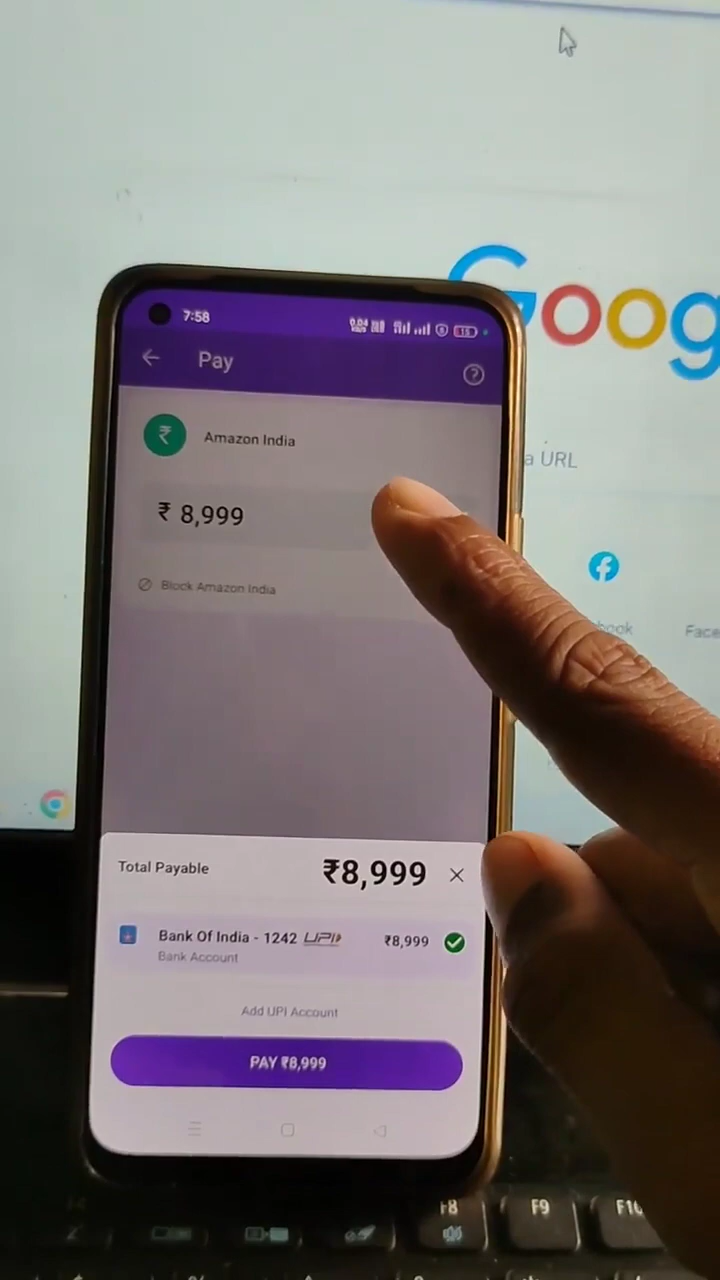 Goog
7:58
Pay
?
Amazon India
a URL
₹ 8,999
Block Amazon India
book
Face
Total Payable
₹8,999
Bank Of India - 1242 UPI
₹8,999
Bank Account
Add UPI Account
PAY ₹8,999
F8
F9
F10